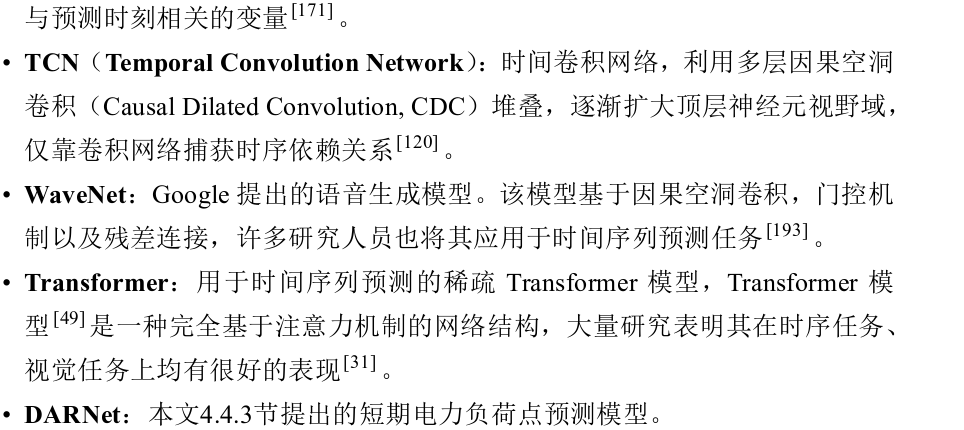 与预测时刻相关的变量[171]。
• TCN（Temporal Convolution Network）：时间卷积网络，利用多层因果空洞
卷积（Causal Dilated Convolution, CDC）堆叠，逐渐扩大顶层神经元视野域，
仅靠卷积网络捕获时序依赖关系[120]。
• WaveNet：Google 提出的语音生成模型。该模型基于因果空洞卷积，门控机
制以及残差连接，许多研究人员也将其应用于时间序列预测任务[193]。
• Transformer：用于时间序列预测的稀疏 Transformer 模型，Transformer 模
型[49]是一种完全基于注意力机制的网络结构，大量研究表明其在时序任务、
视觉任务上均有很好的表现[31]。
• DARNet：本文4.4.3节提出的短期电力负荷点预测模型。